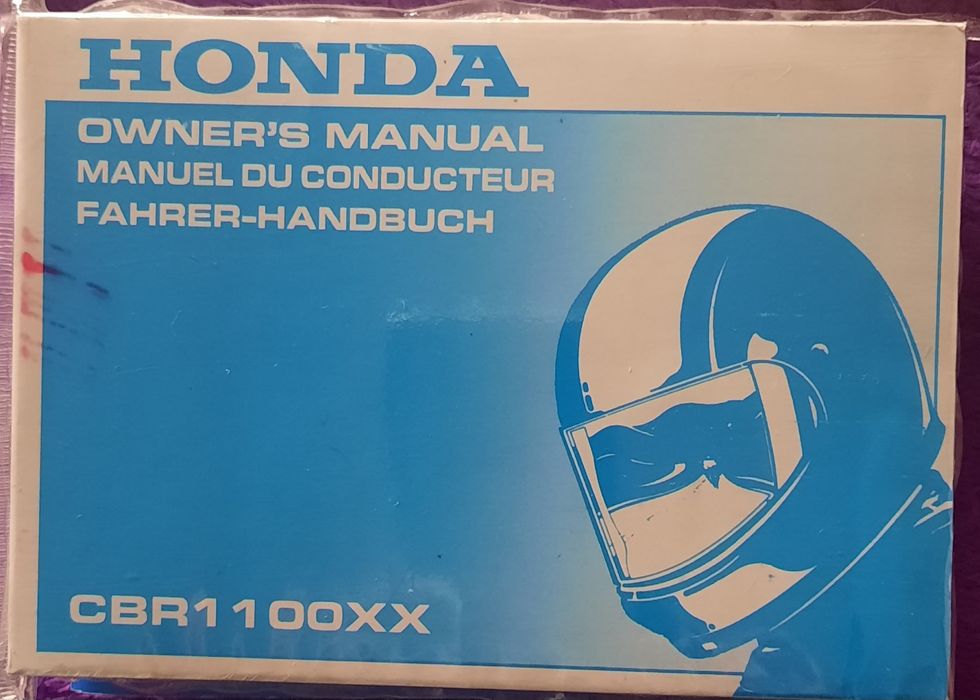 HONDA
OWNER'S MANUAL
MANUEL DU CONDUCTEUR
FAHRER-HANDBUCH
CBR1100XX